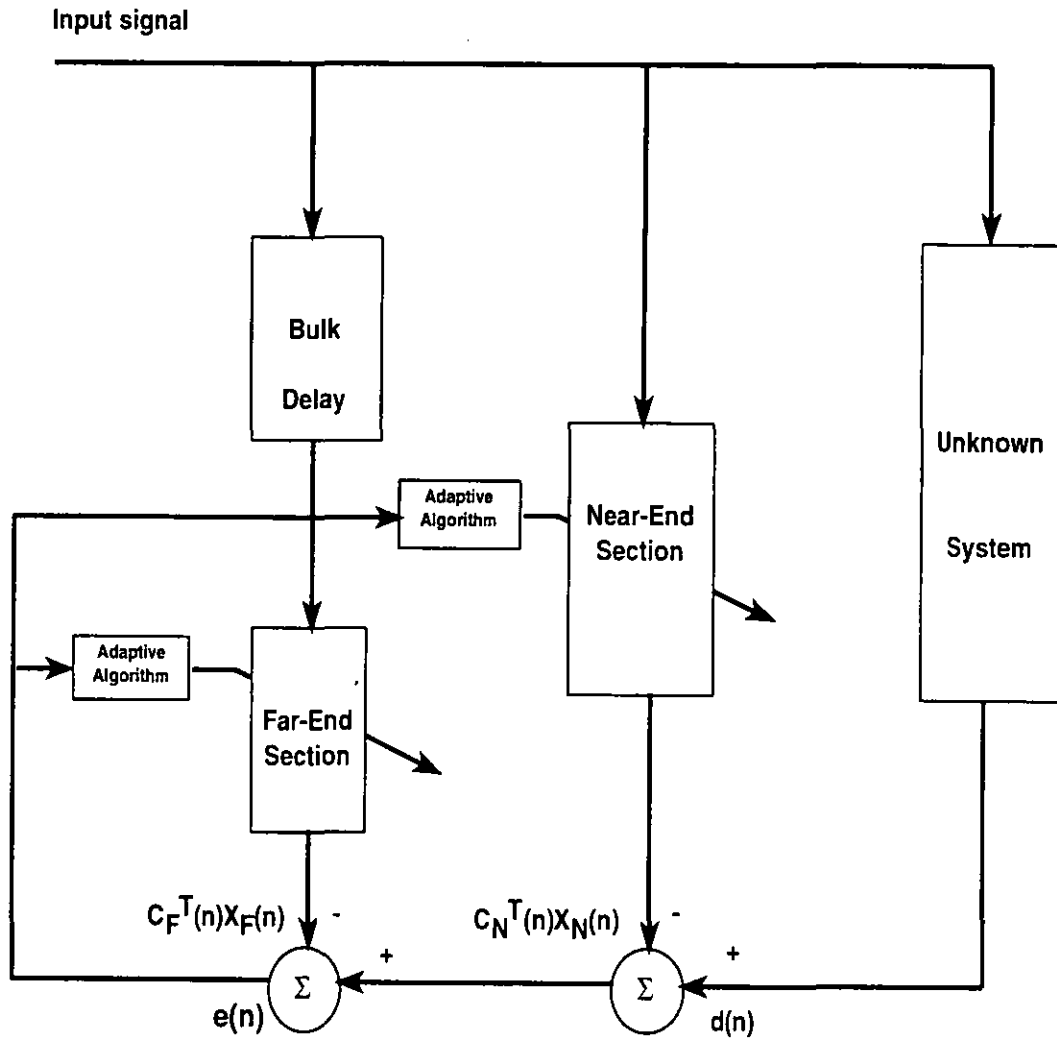 Input signal
Bulk
Delay
Unknown
System
Adaptive
Algorithm
Near-End
Section
Adaptive
Algorithm
Far-End
Section
C_F^T(n)X_F(n)
-
C_N^T(n)X_N(n)
-
+
+
Σ
Σ
e(n)
d(n)